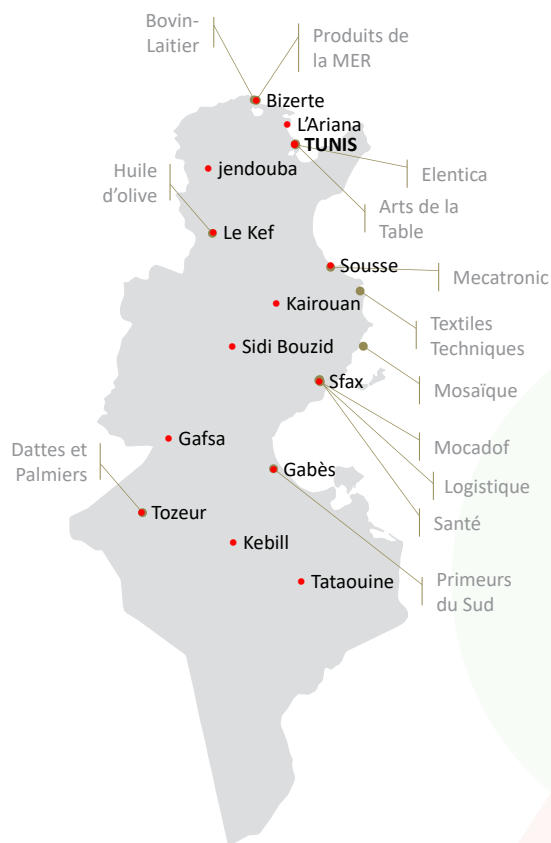 Bovin-
Laitier
Produits de
la MER
Bizerte
L'Ariana
TUNIS
Elentica
jendouba
Huile
d'olive
Arts de la
Table
Le Kef
Sousse
Mecatronic
Kairouan
Textiles
Techniques
Sidi Bouzid
Sfax
Mosaïque
Gafsa
Mocadof
Dattes et
Palmiers
Gabès
Logistique
Tozeur
Santé
Kebill
Tataouine
Primeurs
du Sud